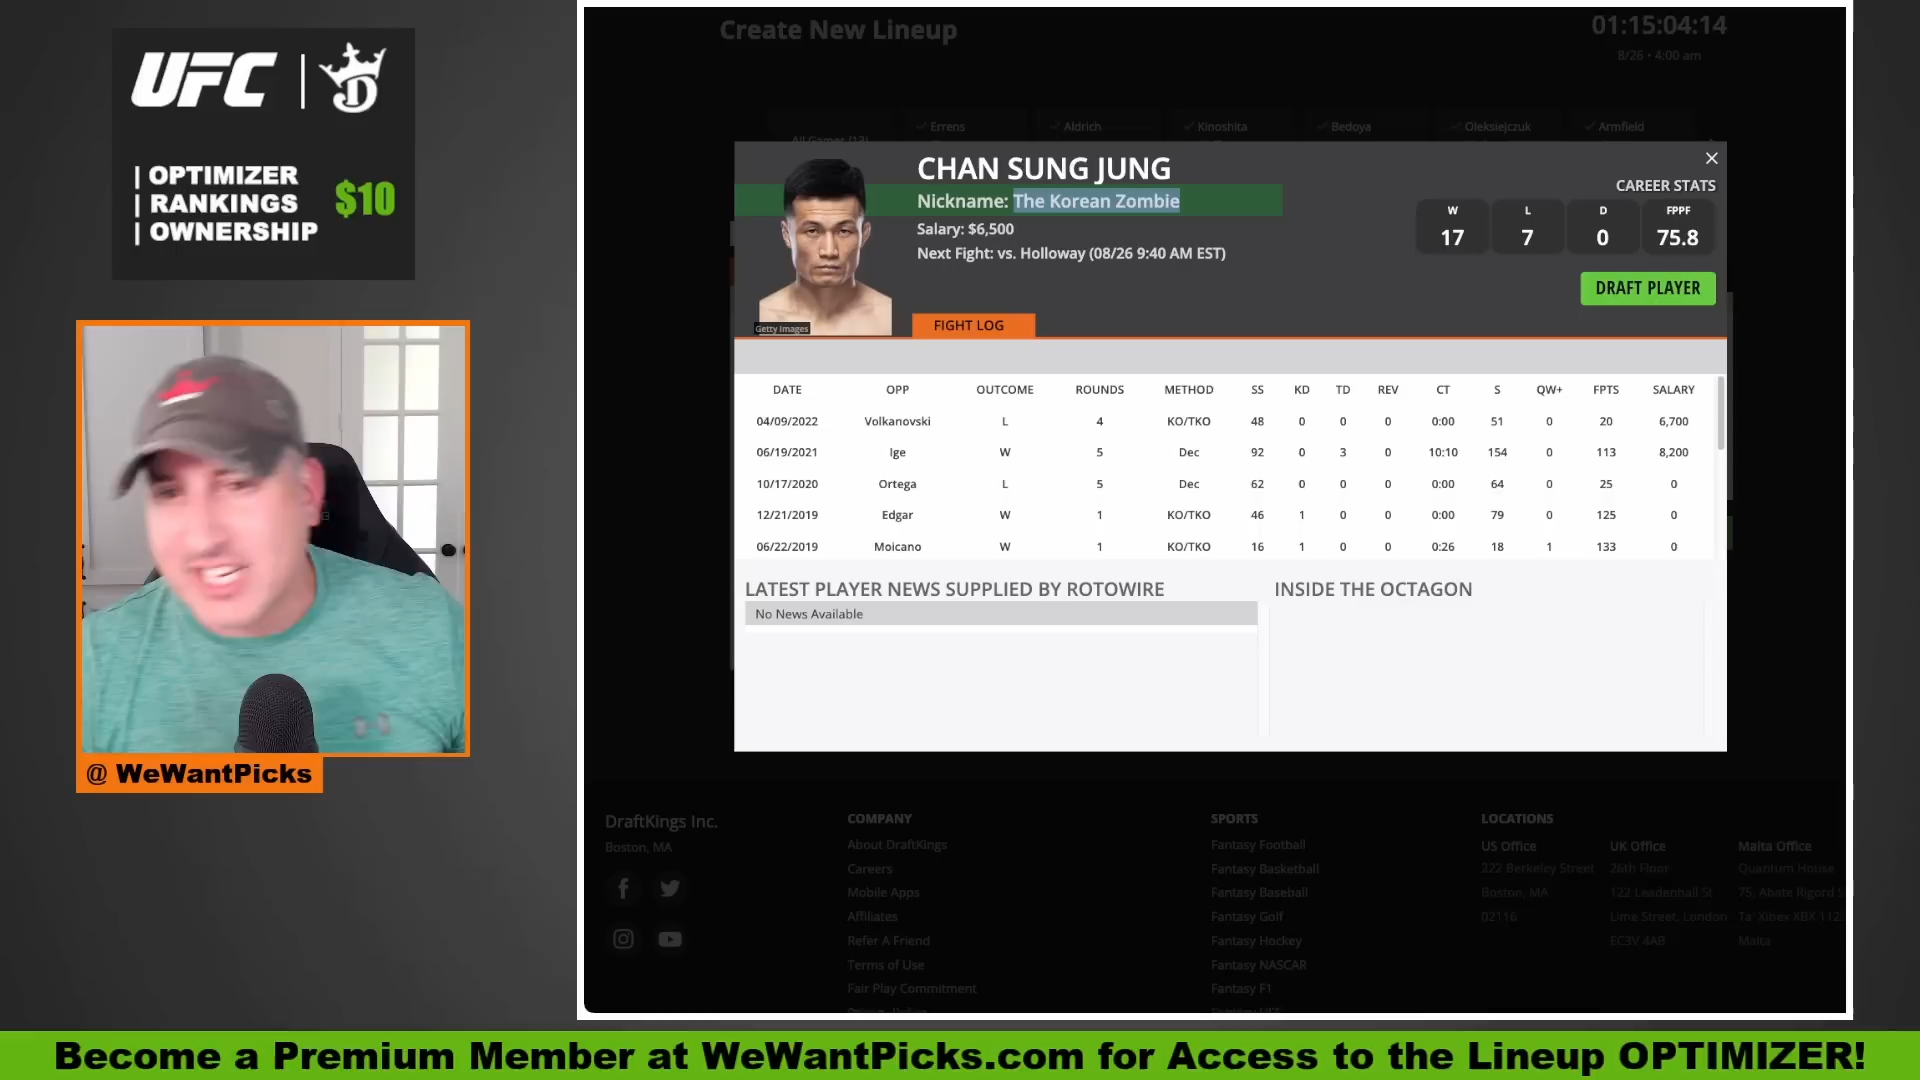 UFC
| OPTIMIZER
| RANKINGS
| OWNERSHIP
$10
@ WeWantPicks
Create New Lineup
01:15:04:14
8/26 • 4:00 am
All Games (13)
Errens
Aldrich
Kinoshita
Bedoya
Oleksiejczuk
Armfield
CHAN SUNG JUNG
Nickname: The Korean Zombie
Salary: $6,500
Next Fight: vs. Holloway (08/26 9:40 AM EST)
Getty Images
CAREER STATS
W L D FPPF
17 7 0 75.8
DRAFT PLAYER
FIGHT LOG
DATE OPP OUTCOME ROUNDS METHOD SS KD TD REV CT S QW+ FPTS SALARY
04/09/2022 Volkanovski L 4 KO/TKO 48 0 0 0 0:00 51 0 20 6,700
06/19/2021 Ige W 5 Dec 92 0 3 0 10:10 154 0 113 8,200
10/17/2020 Ortega L 5 Dec 62 0 0 0 0:00 64 0 25 0
12/21/2019 Edgar W 1 KO/TKO 46 1 0 0 0:00 79 0 125 0
06/22/2019 Moicano W 1 KO/TKO 16 1 0 0 0:26 18 1 133 0
LATEST PLAYER NEWS SUPPLIED BY ROTOWIRE
No News Available
INSIDE THE OCTAGON
DraftKings Inc.
Boston, MA
COMPANY
About DraftKings
Careers
Mobile Apps
Affiliates
Refer A Friend
Terms of Use
Fair Play Commitment
SPORTS
Fantasy Football
Fantasy Basketball
Fantasy Baseball
Fantasy Golf
Fantasy Hockey
Fantasy NASCAR
Fantasy F1
LOCATIONS
US Office
222 Berkeley Street
Boston, MA
02116
UK Office
26th Floor
122 Leadenhall St
Lime Street, London
EC3V 4AB
Malta Office
Quantum House
75, Abate Rigord S
Ta' Xibex XBX 112
Malta
Become a Premium Member at WeWantPicks.com for Access to the Lineup OPTIMIZER!